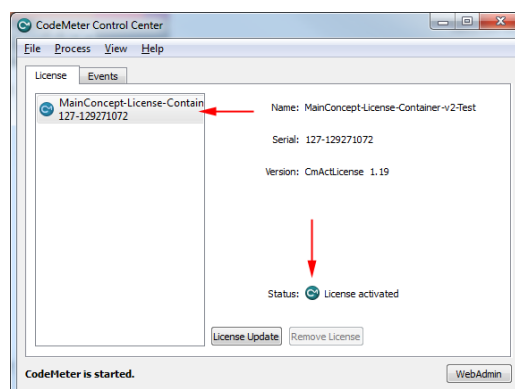 CodeMeter Control Center
File Process View Help
License Events
MainConcept-License-Contain
127-129271072
Name: MainConcept-License-Container-v2-Test
Serial: 127-129271072
Version: CmActLicense 1.19
Status: License activated
License Update Remove License
CodeMeter is started. WebAdmin